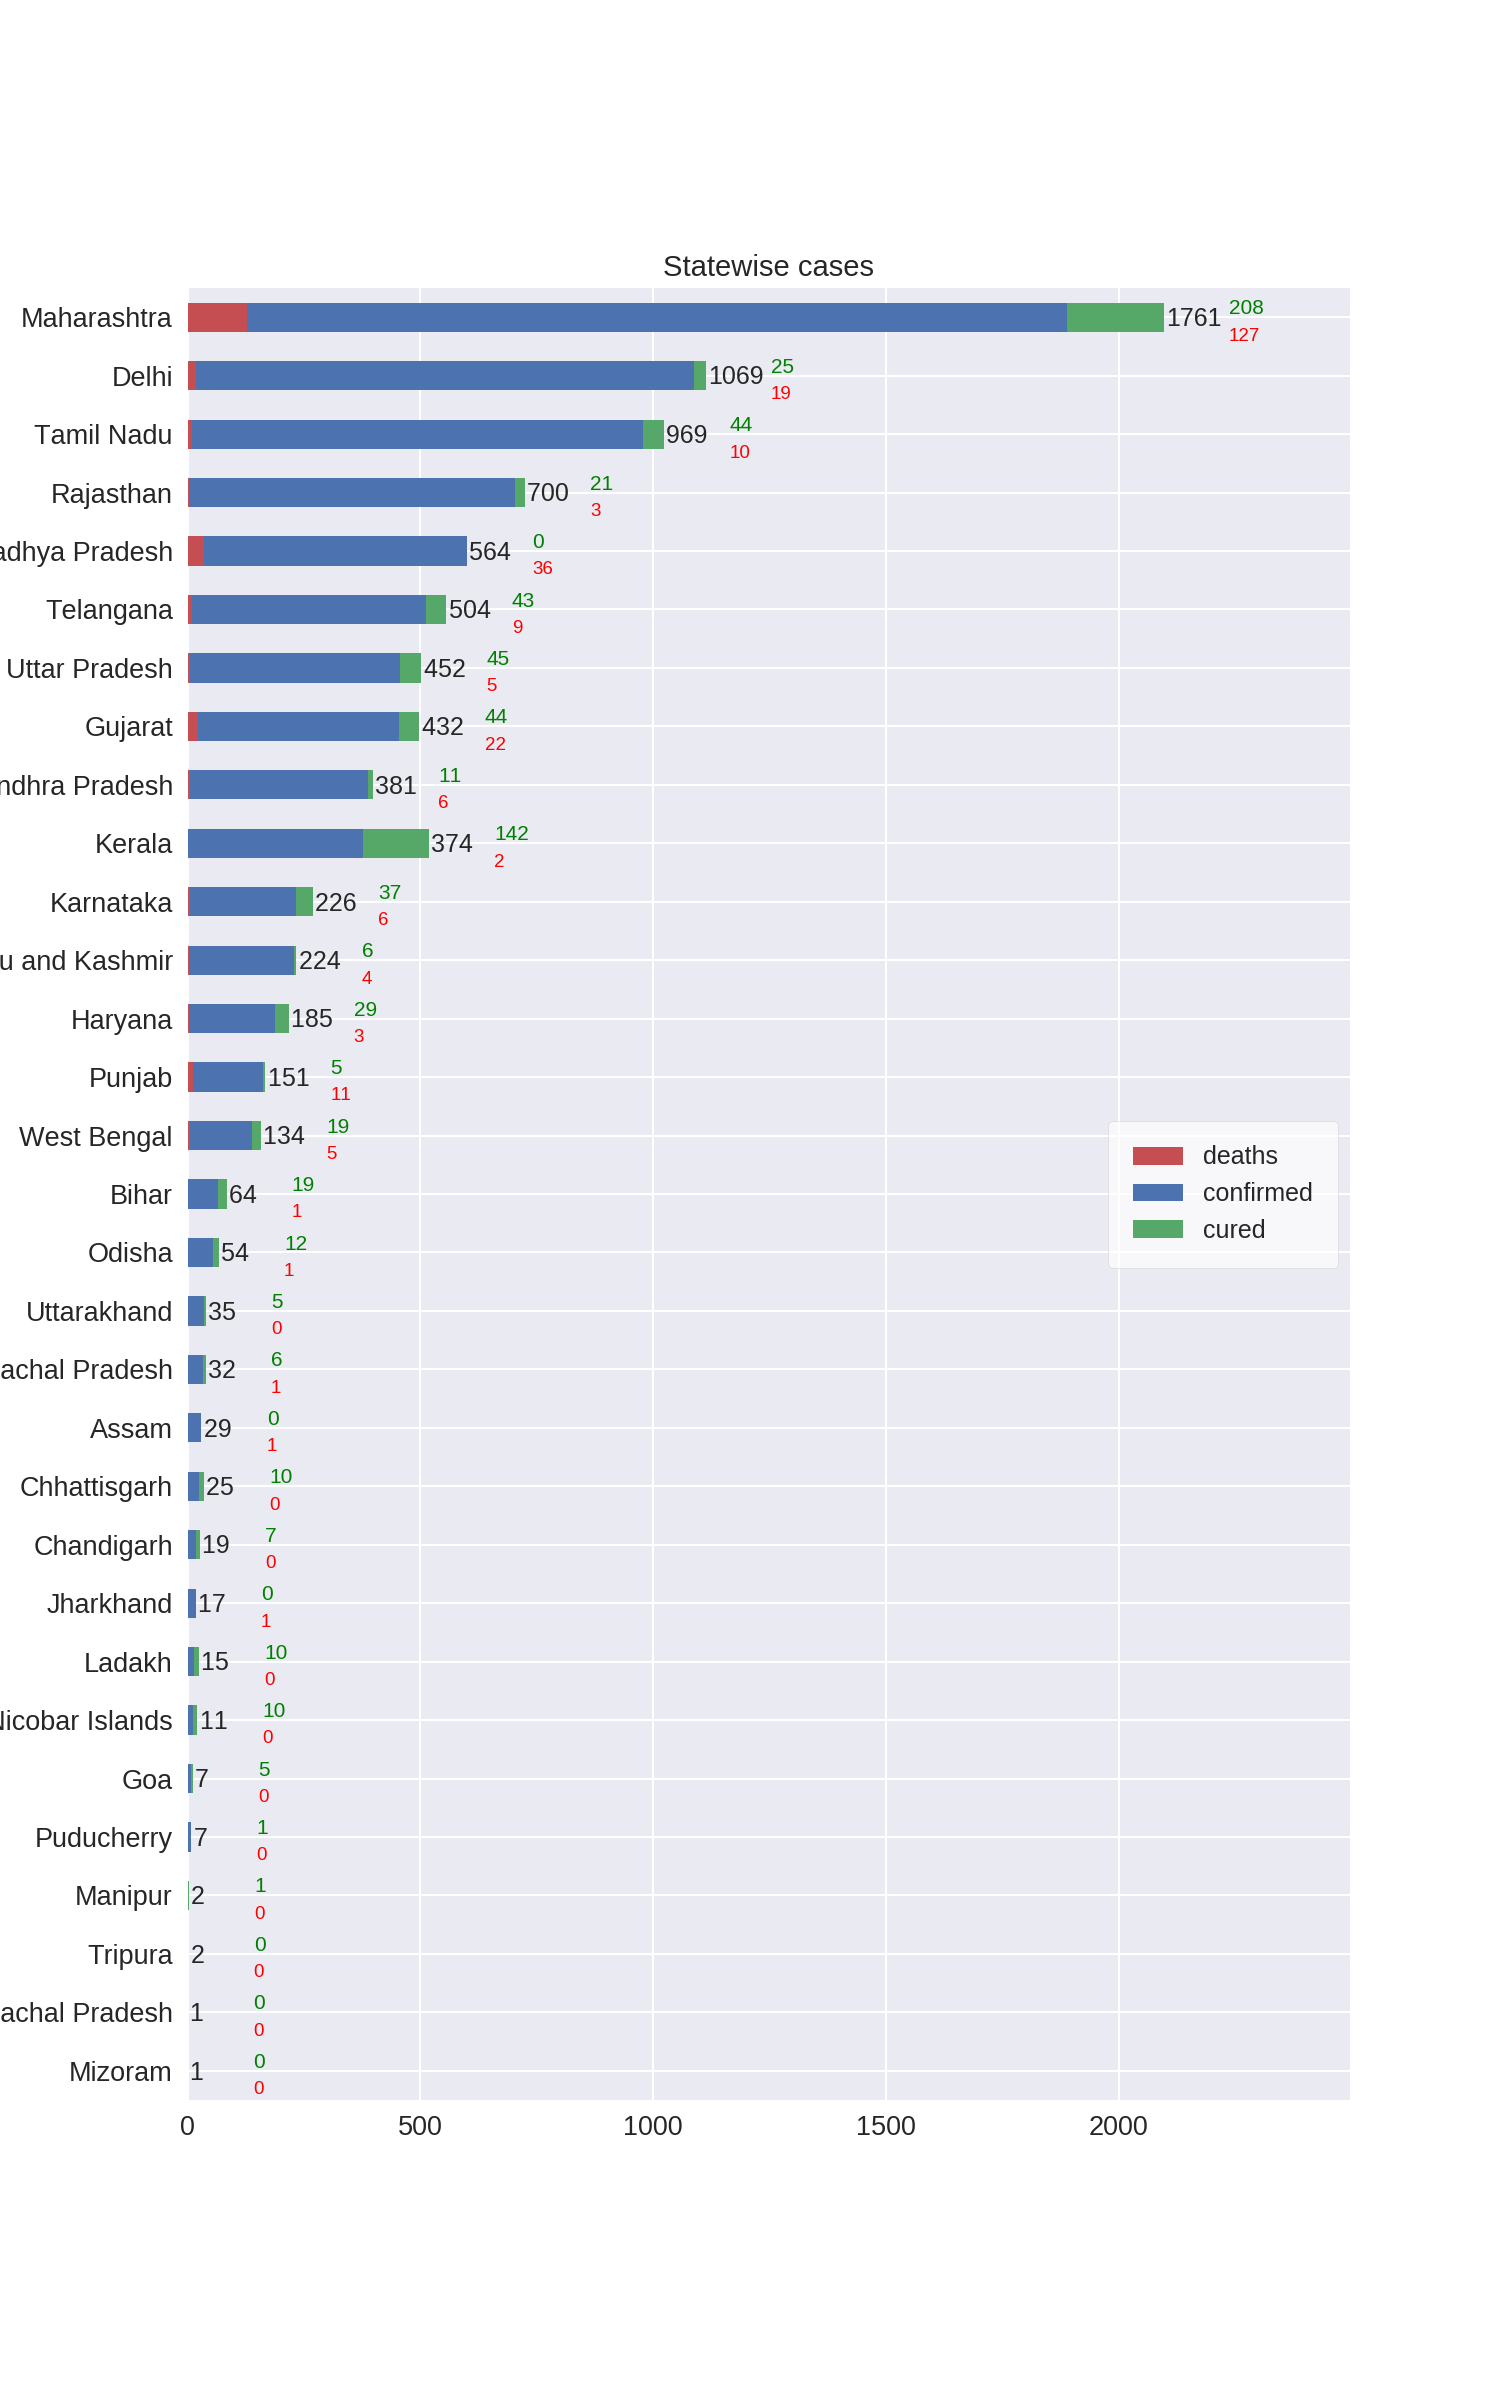 Statewise cases
Maharashtra 1761 208
127
Delhi 1069 25
19
Tamil Nadu 969 44
10
Rajasthan 700 21
3
adhya Pradesh 564 0
36
Telangana 504 43
9
Uttar Pradesh 452 45
5
Gujarat 432 44
22
ndhra Pradesh 381 11
6
Kerala 374 142
2
Karnataka 226 37
6
u and Kashmir 224 6
4
Haryana 185 29
3
Punjab 151 5
11
West Bengal 134 19
5
Bihar 64 19
1
Odisha 54 12
1
Uttarakhand 35 5
0
achal Pradesh 32 6
1
Assam 29 0
1
Chhattisgarh 25 10
0
Chandigarh 19 7
0
Jharkhand 17 0
1
Ladakh 15 10
0
Nicobar Islands 11 10
0
Goa 7 5
0
Puducherry 7 1
0
Manipur 2 1
0
Tripura 2 0
0
achal Pradesh 1 0
0
Mizoram 1 0
0
0 500 1000 1500 2000
deaths
confirmed
cured